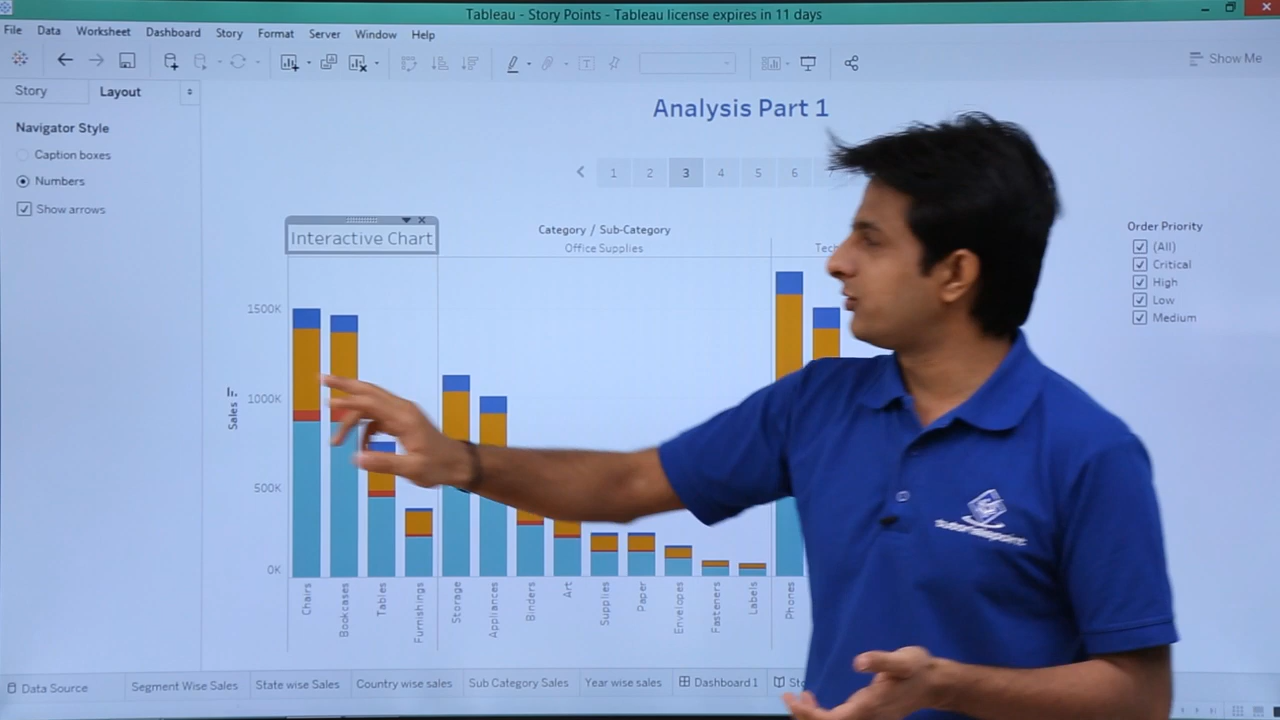 Tableau - Story Points - Tableau license expires in 11 days
File Data Worksheet Dashboard Story Format Server Window Help
Show Me
Story Layout
Analysis Part 1
Navigator Style
Caption boxes
Numbers
Show arrows
1 2 3 4 5 6
Interactive Chart
Category / Sub-Category
Office Supplies
Order Priority
(All)
Critical
High
Low
Medium
1500K
1000K
500K
0K
Sales
Chairs
Bookcases
Tables
Furnishings
Storage
Appliances
Binders
Art
Supplies
Paper
Envelopes
Fasteners
Labels
Phones
Data Source Segment Wise Sales State wise Sales Country wise sales Sub Category Sales Year wise sales Dashboard 1